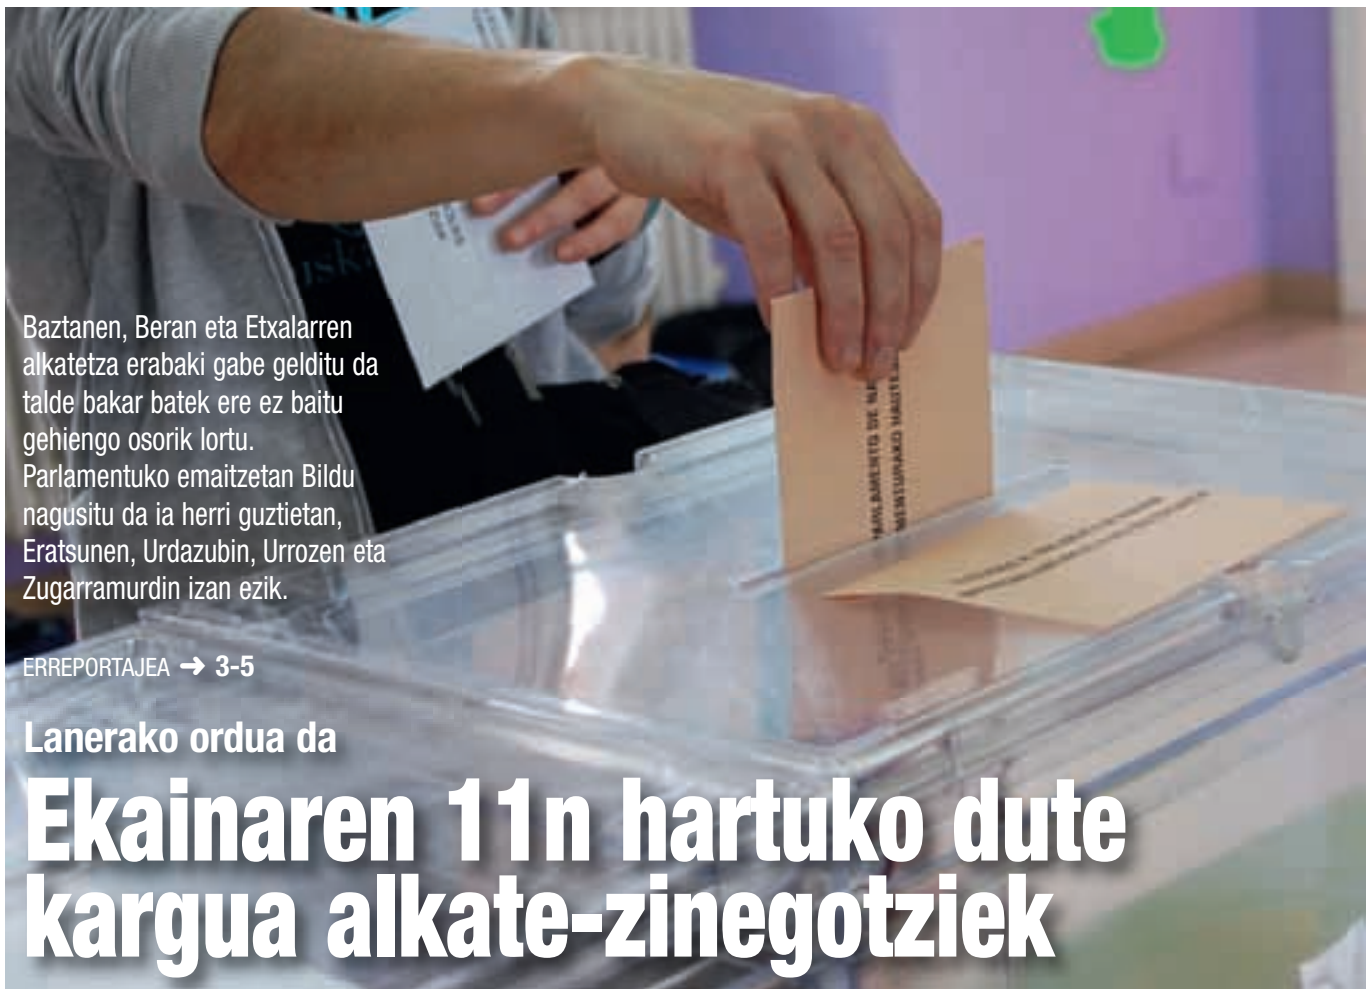 Baztanen, Beran eta Etxalarren
alkatetza erabaki gabe gelditu da
talde bakar batek ere ez baitu
gehiengo osorik lortu.
Parlamentuko emaitzetan Bildu
nagusitu da ia herri guztietan,
Eratsunen, Urdazubin, Urrozen eta
Zugarramurdin izan ezik.
ERREPORTAJEA ➜ 3-5
Lanerako ordua da
Ekainaren 11n hartuko dute
kargua alkate-zinegotziek
PARLAMENTO DE